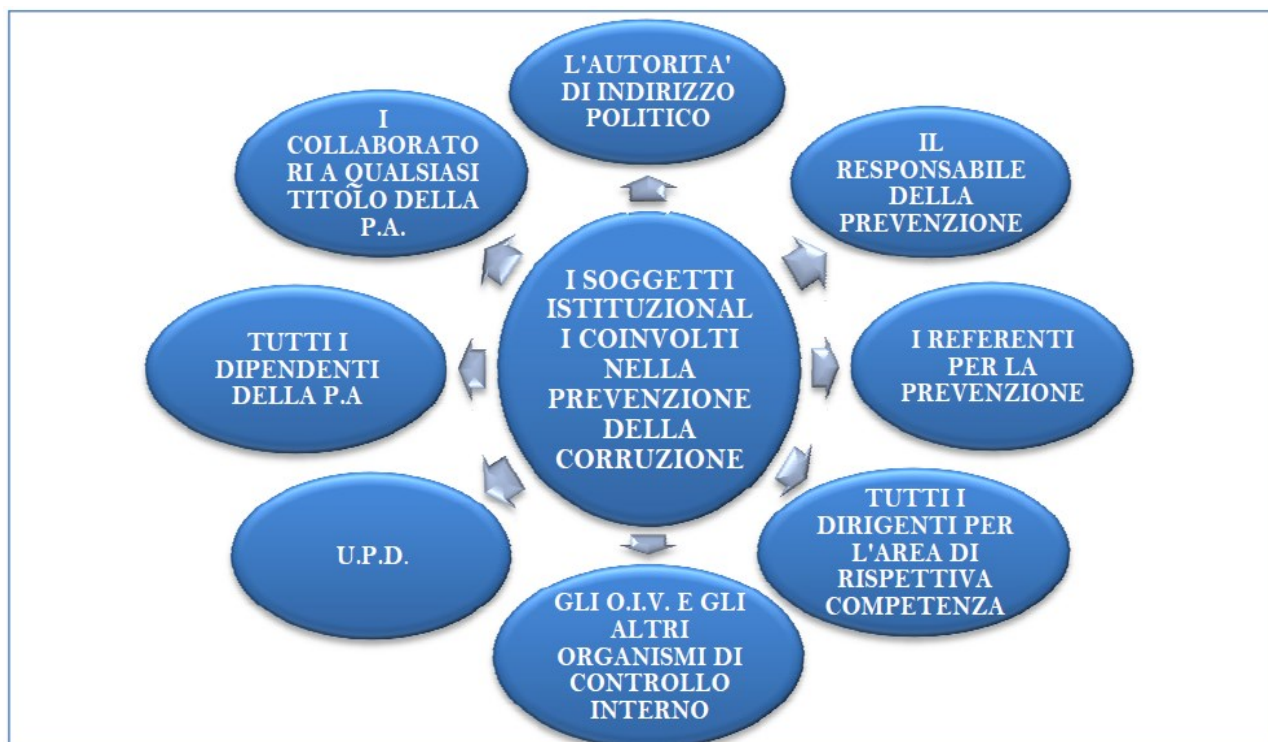 L'AUTORITA'
DI INDIRIZZO
POLITICO
IL
RESPONSABILE
DELLA
PREVENZIONE
I REFERENTI
PER LA
PREVENZIONE
TUTTI I
DIRIGENTI PER
L'AREA DI
RISPETTIVA
COMPETENZA
GLI O.I.V. E GLI
ALTRI
ORGANISMI DI
CONTROLLO
INTERNO
U.P.D.
TUTTI I
DIPENDENTI
DELLA P.A
I
COLLABORATO
RI A QUALSIASI
TITOLO DELLA
P.A.
I SOGGETTI
ISTITUZIONAL
I COINVOLTI
NELLA
PREVENZIONE
DELLA
CORRUZIONE